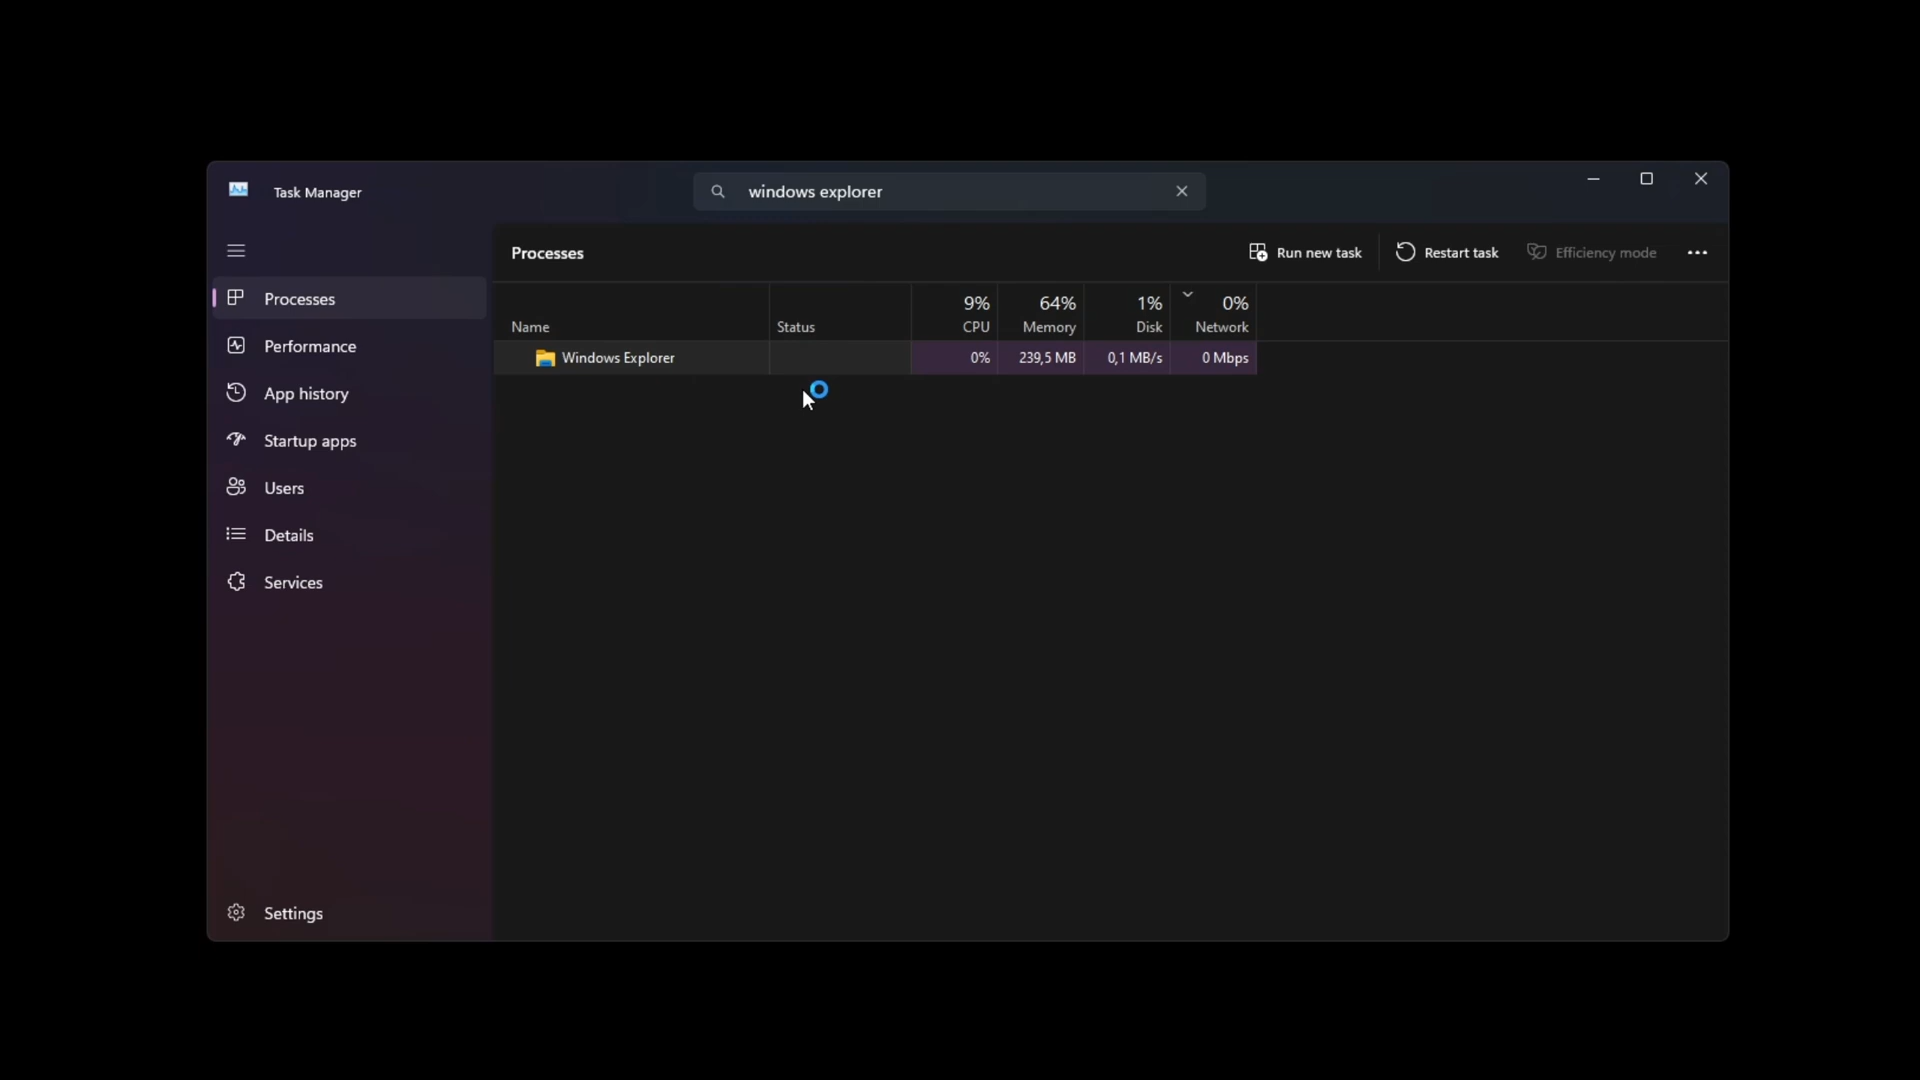 Task Manager
windows explorer
Processes
Run new task
Restart task
Efficiency mode
Processes
Performance
App history
Startup apps
Users
Details
Services
Settings
9% 64% 1% 0%
Name Status CPU Memory Disk Network
Windows Explorer 0% 239,5 MB 0,1 MB/s 0 Mbps